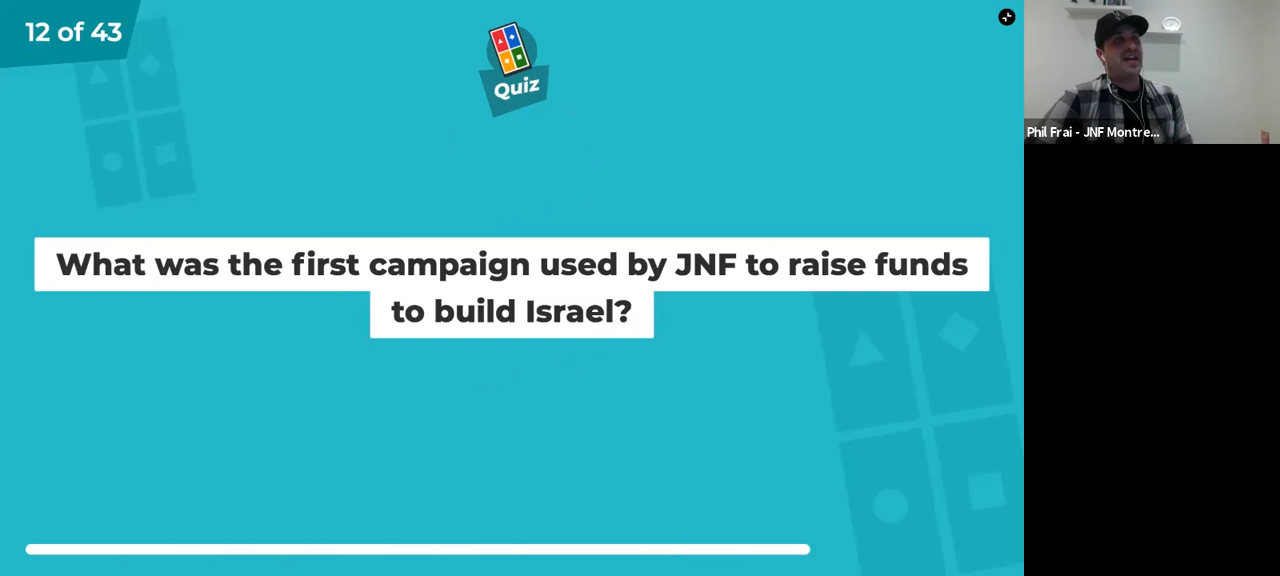 12 of 43
Quiz
What was the first campaign used by JNF to raise funds
to build Israel?
Phil Frai - JNF Montre...